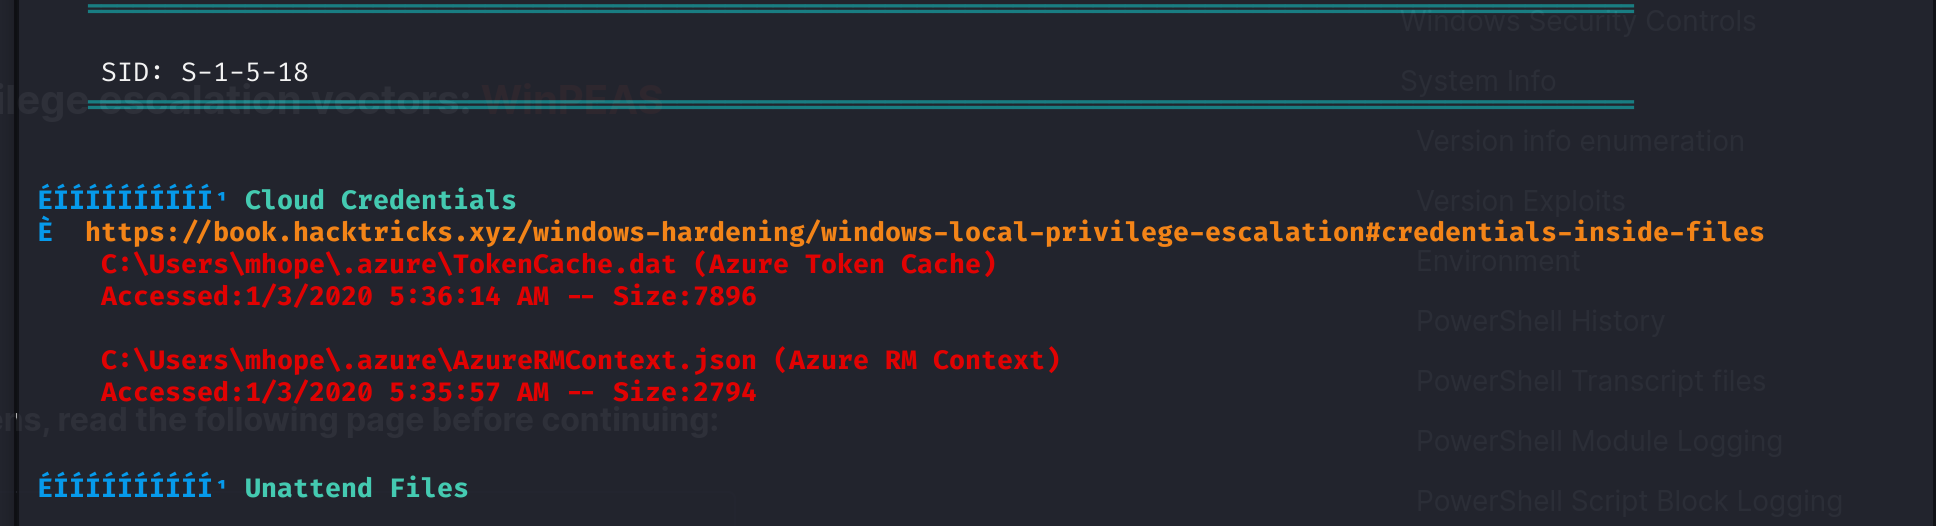 Windows Security Controls
SID: S-1-5-18
System Info
ilege escalation vectors: WinPEAS
Version info enumeration
ÉÍÍÍÍÍÍÍÍÍÍ¹ Cloud Credentials
Version Exploits
È  https://book.hacktricks.xyz/windows-hardening/windows-local-privilege-escalation#credentials-inside-files
C:\Users\mhope\.azure\TokenCache.dat (Azure Token Cache)
Environment
Accessed:1/3/2020 5:36:14 AM -- Size:7896
PowerShell History
C:\Users\mhope\.azure\AzureRMContext.json (Azure RM Context)
PowerShell Transcript files
Accessed:1/3/2020 5:35:57 AM -- Size:2794
ens, read the following page before continuing:
PowerShell Module Logging
ÉÍÍÍÍÍÍÍÍÍÍ¹ Unattend Files
PowerShell Script Block Logging